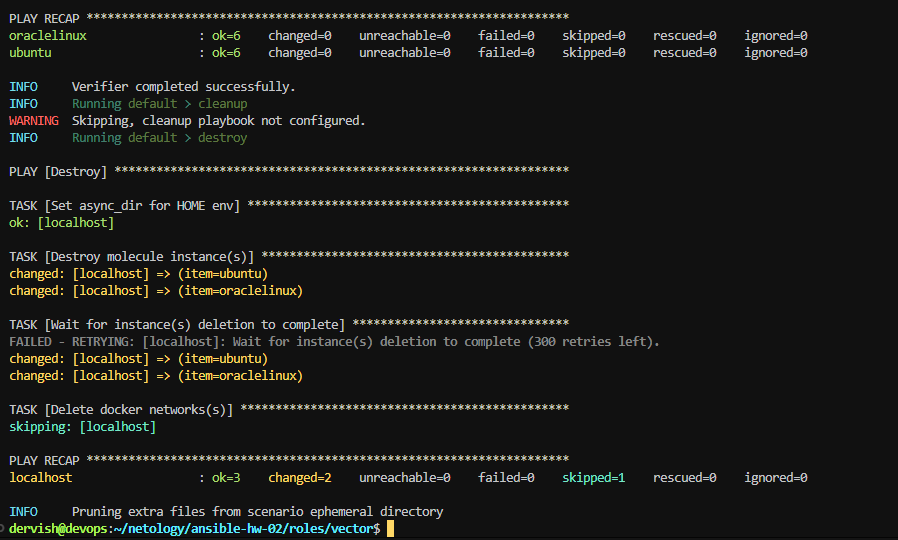 PLAY RECAP *********************************************************************
oraclelinux                : ok=6    changed=0    unreachable=0    failed=0    skipped=0    rescued=0    ignored=0
ubuntu                     : ok=6    changed=0    unreachable=0    failed=0    skipped=0    rescued=0    ignored=0
INFO     Verifier completed successfully.
INFO     Running default > cleanup
WARNING  Skipping, cleanup playbook not configured.
INFO     Running default > destroy
PLAY [Destroy] *****************************************************************
TASK [Set async_dir for HOME env] **********************************************
ok: [localhost]
TASK [Destroy molecule instance(s)] ********************************************
changed: [localhost] => (item=ubuntu)
changed: [localhost] => (item=oraclelinux)
TASK [Wait for instance(s) deletion to complete] *******************************
FAILED - RETRYING: [localhost]: Wait for instance(s) deletion to complete (300 retries left).
changed: [localhost] => (item=ubuntu)
changed: [localhost] => (item=oraclelinux)
TASK [Delete docker networks(s)] ***********************************************
skipping: [localhost]
PLAY RECAP *********************************************************************
localhost                  : ok=3    changed=2    unreachable=0    failed=0    skipped=1    rescued=0    ignored=0
INFO     Pruning extra files from scenario ephemeral directory
dervish@devops:~/netology/ansible-hw-02/roles/vector$